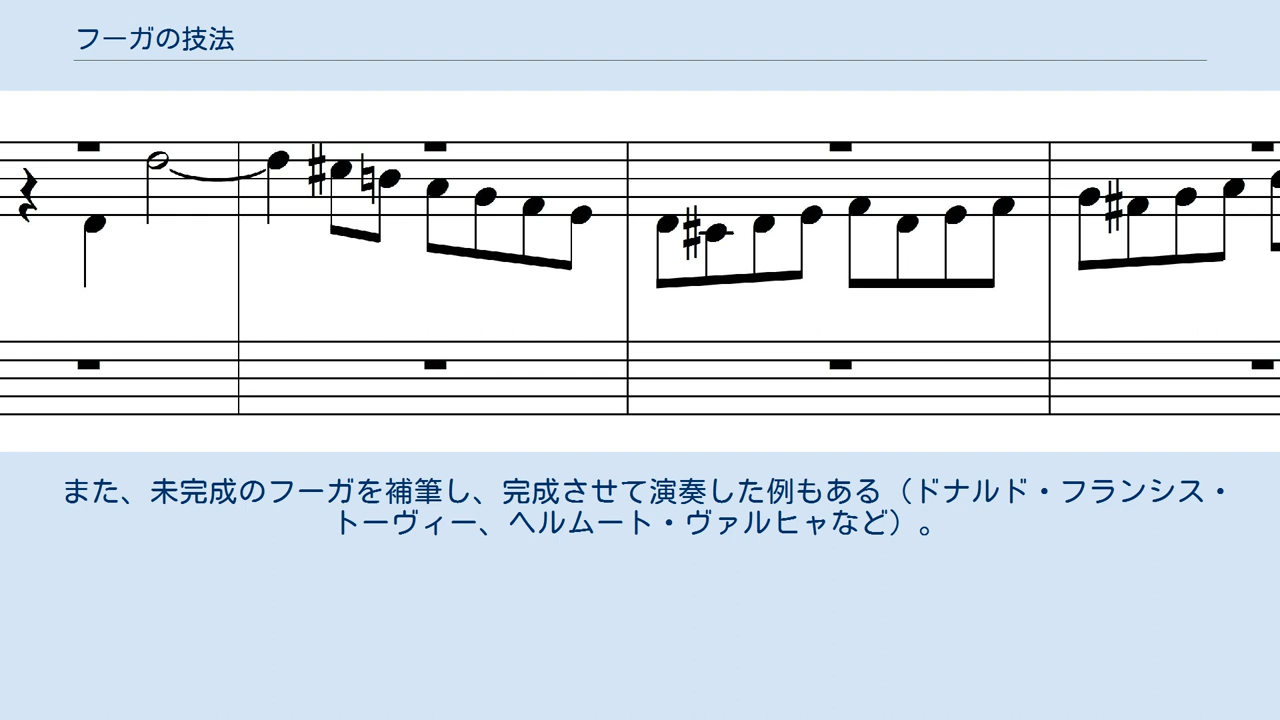 フーガの技法
また、未完成のフーガを補筆し、完成させて演奏した例もある（ドナルド・フランシス・
トーヴィー、ヘルムート・ヴァルヒャなど）。